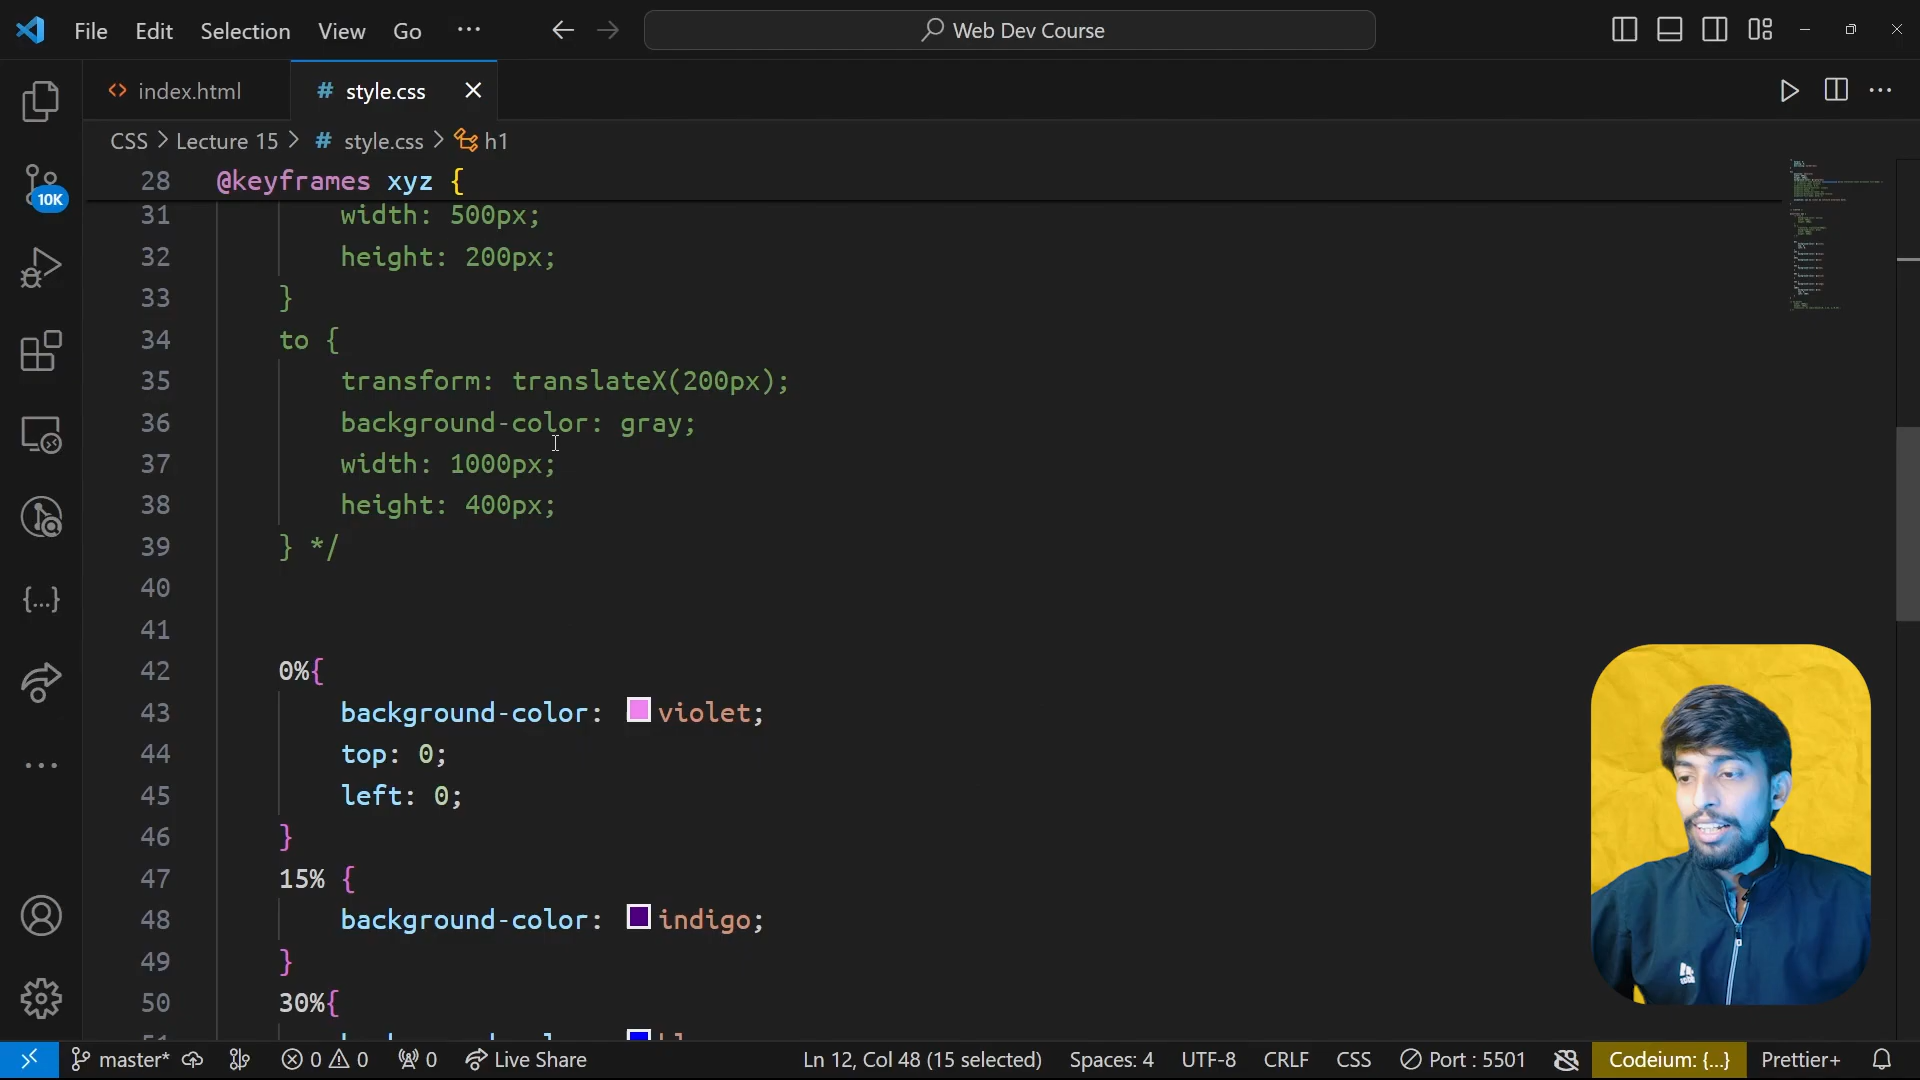 File Edit Selection View Go ··· Web Dev Course
index.html # style.css
CSS > Lecture 15 > # style.css > h1
28 @keyframes xyz {
31 width: 500px;
32 height: 200px;
33 }
34 to {
35 transform: translateX(200px);
36 background-color: gray;
37 width: 1000px;
38 height: 400px;
39 } */
40
41
42 0%{
43 background-color: violet;
44 top: 0;
45 left: 0;
46 }
47 15% {
48 background-color: indigo;
49 }
50 30%{
10K
master* 0 0 0 Live Share Ln 12, Col 48 (15 selected) Spaces: 4 UTF-8 CRLF CSS Port : 5501 Codeium: {...} Prettier+